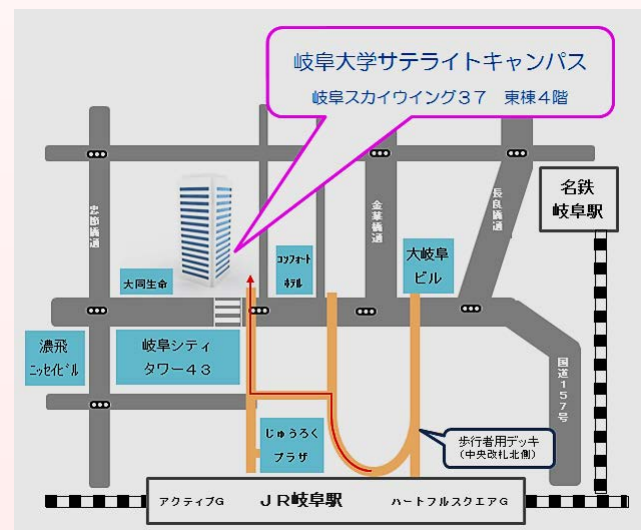 岐阜大学サテライトキャンパス
岐阜スカイウイング37 東棟4階
忠節橋通
金華橋通
長良橋通
名鉄
岐阜駅
大同生命
コンフォート
ホテル
大岐阜
ビル
濃飛
ニッセイビル
岐阜シティ
タワー43
国道157号
じゅうろく
プラザ
歩行者用デッキ
(中央改札北側)
アクティブG
JR岐阜駅
ハートフルスクエアG